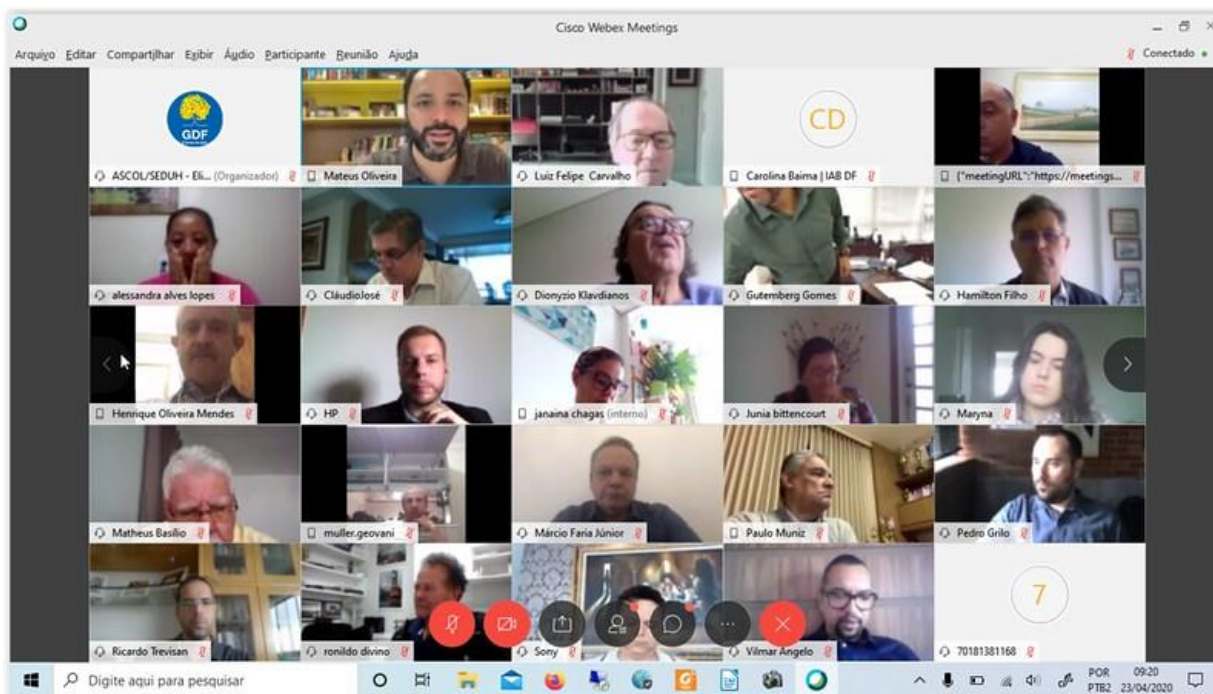 Cisco Webex Meetings
Arquivo Editar Compartilhar Exibir Áudio Participante Reunião Ajuda
Conectado
GDF
CD
ASCOL/SEDUH - Eli... (Organizador)
Mateus Oliveira
Luiz Felipe Carvalho
Carolina Baima | IAB DF
{"meetingURL":"https://meetings...
alessandra alves lopes
CláudioJosé
Dionyzio Klavdianos
Gutemberg Gomes
Hamilton Filho
Henrique Oliveira Mendes
HP
janaina chagas (interno)
Junia bittencourt
Maryna
Matheus Basílio
muller.geovani
Márcio Faria Júnior
Paulo Muniz
Pedro Grilo
7
Ricardo Trevisan
ronildo divino
Sony
Vilmar Angelo
70181381168
Digite aqui para pesquisar
POR
PTB2
09:20
23/04/2020